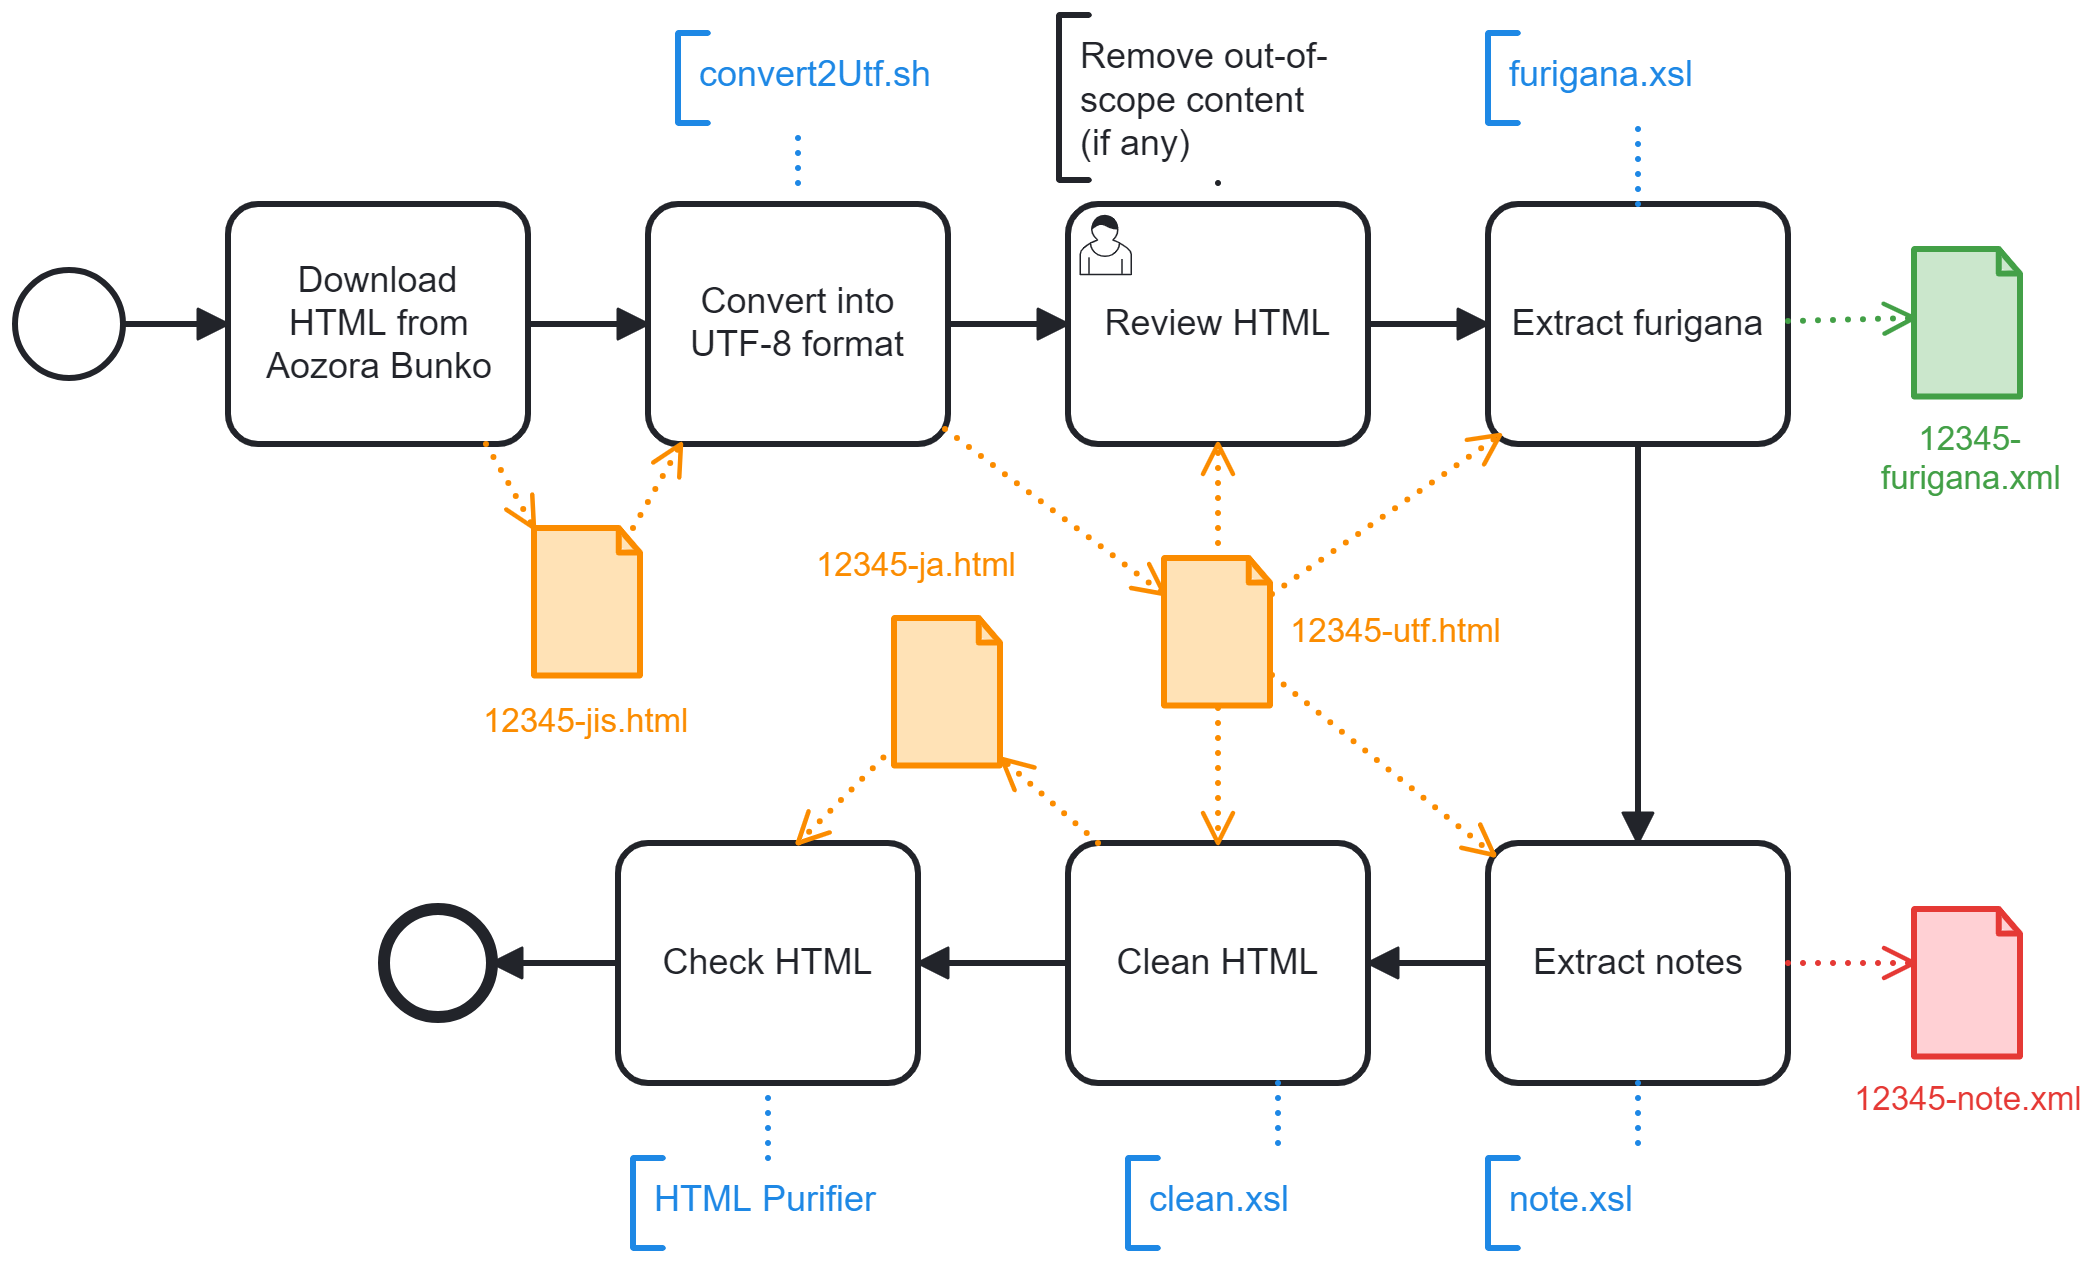 convert2Utf.sh
Remove out-of-
scope content
(if any)
furigana.xsl
Download
HTML from
Aozora Bunko
Convert into
UTF-8 format
Review HTML
Extract furigana
12345-
furigana.xml
12345-jis.html
12345-ja.html
12345-utf.html
Check HTML
Clean HTML
Extract notes
12345-note.xml
HTML Purifier
clean.xsl
note.xsl